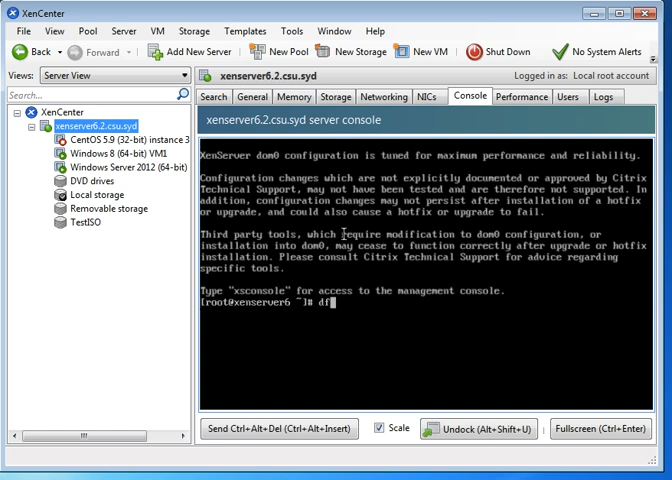 XenCenter
File View Pool Server VM Storage Templates Tools Window Help
Back Forward Add New Server New Pool New Storage New VM Shut Down No System Alerts
Views: Server View xenserver6.2.csu.syd Logged in as: Local root account
Search... Search General Memory Storage Networking NICs Console Performance Users Logs
XenCenter
xenserver6.2.csu.syd
CentOS 5.9 (32-bit) instance 3
Windows 8 (64-bit) VM1
Windows Server 2012 (64-bit)
DVD drives
Local storage
Removable storage
TestISO
xenserver6.2.csu.syd server console
XenServer dom0 configuration is tuned for maximum performance and reliability.
Configuration changes which are not explicitly documented or approved by Citrix
Technical Support, may not have been tested and are therefore not supported. In
addition, configuration changes may not persist after installation of a hotfix
or upgrade, and could also cause a hotfix or upgrade to fail.
Third party tools, which require modification to dom0 configuration, or
installation into dom0, may cease to function correctly after upgrade or hotfix
installation. Please consult Citrix Technical Support for advice regarding
specific tools.
Type "xsconsole" for access to the management console.
[root@xenserver6 ~]# df
Send Ctrl+Alt+Del (Ctrl+Alt+Insert) Scale Undock (Alt+Shift+U) Fullscreen (Ctrl+Enter)